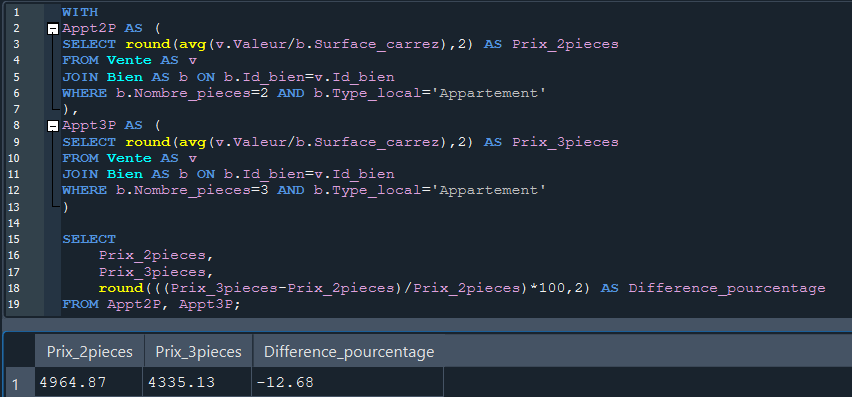 1 WITH
2 Appt2P AS (
3 SELECT round(avg(v.Valeur/b.Surface_carrez),2) AS Prix_2pieces
4 FROM Vente AS v
5 JOIN Bien AS b ON b.Id_bien=v.Id_bien
6 WHERE b.Nombre_pieces=2 AND b.Type_local='Appartement'
7 ),
8 Appt3P AS (
9 SELECT round(avg(v.Valeur/b.Surface_carrez),2) AS Prix_3pieces
10 FROM Vente AS v
11 JOIN Bien AS b ON b.Id_bien=v.Id_bien
12 WHERE b.Nombre_pieces=3 AND b.Type_local='Appartement'
13 )
14
15 SELECT
16 Prix_2pieces,
17 Prix_3pieces,
18 round(((Prix_3pieces-Prix_2pieces)/Prix_2pieces)*100,2) AS Difference_pourcentage
19 FROM Appt2P, Appt3P;
Prix_2pieces Prix_3pieces Difference_pourcentage
1 4964.87 4335.13 -12.68